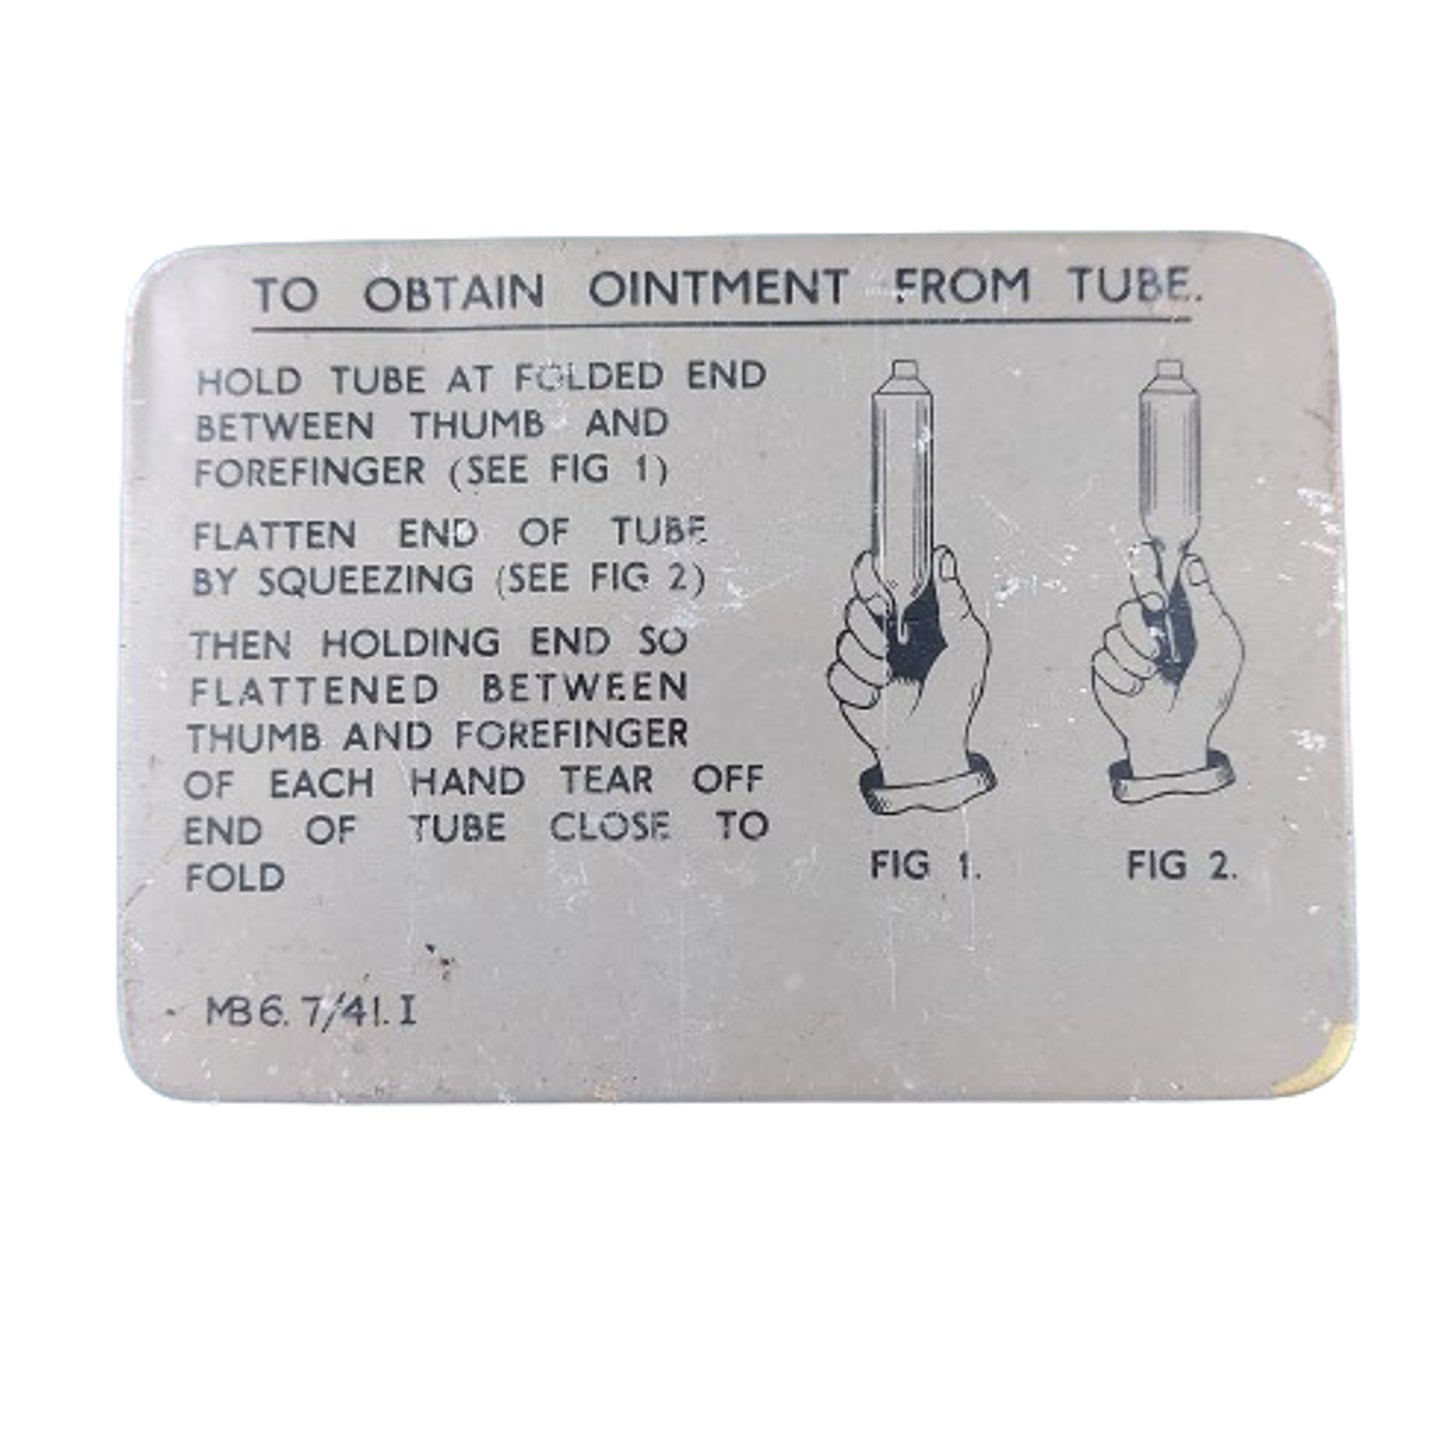 TO OBTAIN OINTMENT FROM TUBE.
HOLD TUBE AT FOLDED END
BETWEEN THUMB AND
FOREFINGER (SEE FIG 1)
FLATTEN END OF TUBE
BY SQUEEZING (SEE FIG 2)
THEN HOLDING END SO
FLATTENED BETWEEN
THUMB AND FOREFINGER
OF EACH HAND TEAR OFF
END OF TUBE CLOSE TO
FOLD
FIG 1.
FIG 2.
MB6. 7/41. I